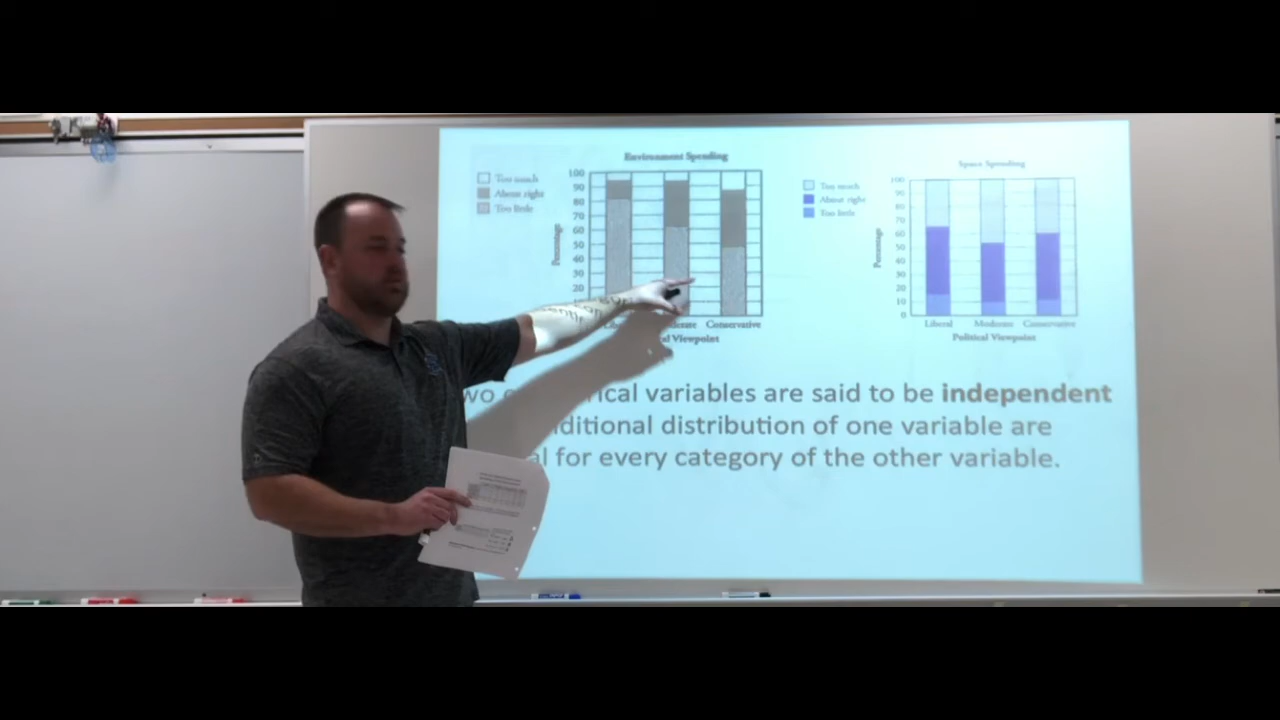 Environment Spending
Too much
About right
Too little
100
90
80
70
60
50
40
30
20
Percentage
Conservative
Viewpoint
Space Spending
Too much
About right
Too little
100
90
80
70
60
50
40
30
20
10
0
Percentage
Liberal Moderate Conservative
Political Viewpoint
variables are said to be independent
distribution of one variable are
for every category of the other variable.